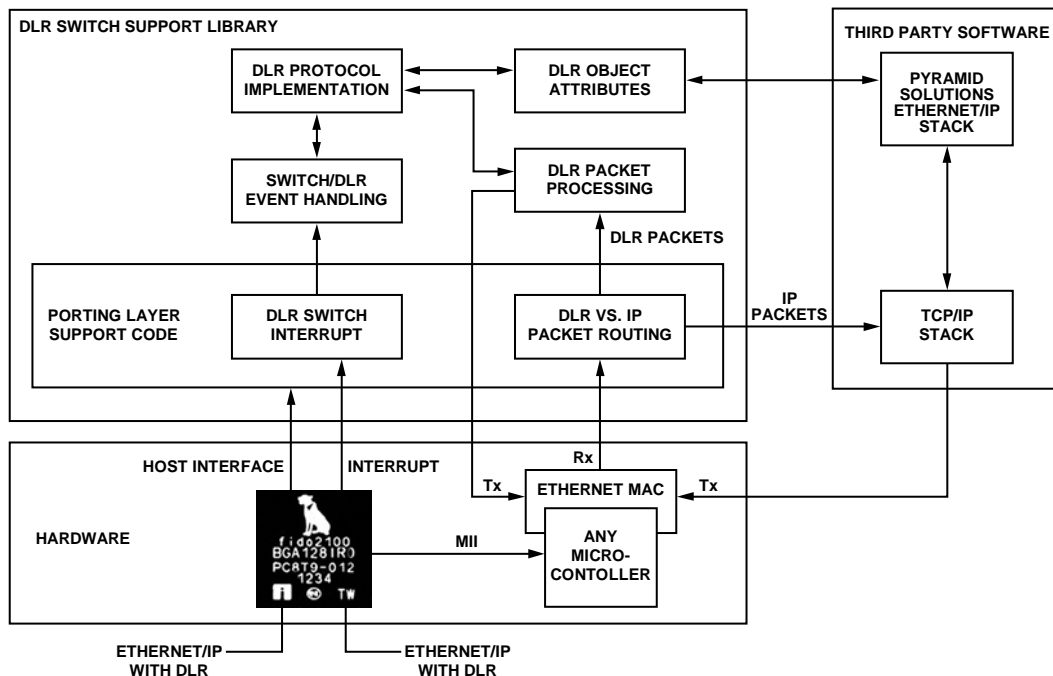 DLR SWITCH SUPPORT LIBRARY
THIRD PARTY SOFTWARE
DLR PROTOCOL
IMPLEMENTATION
DLR OBJECT
ATTRIBUTES
PYRAMID
SOLUTIONS
ETHERNET/IP
STACK
SWITCH/DLR
EVENT HANDLING
DLR PACKET
PROCESSING
DLR PACKETS
PORTING LAYER
SUPPORT CODE
DLR SWITCH
INTERRUPT
DLR VS. IP
PACKET ROUTING
IP
PACKETS
TCP/IP
STACK
HOST INTERFACE
INTERRUPT
Rx
Tx
ETHERNET MAC
Tx
HARDWARE
fido2100
BGA128IR0
PC8T9-012
1234
TW
MII
ANY
MICRO-
CONTOLLER
ETHERNET/IP
WITH DLR
ETHERNET/IP
WITH DLR